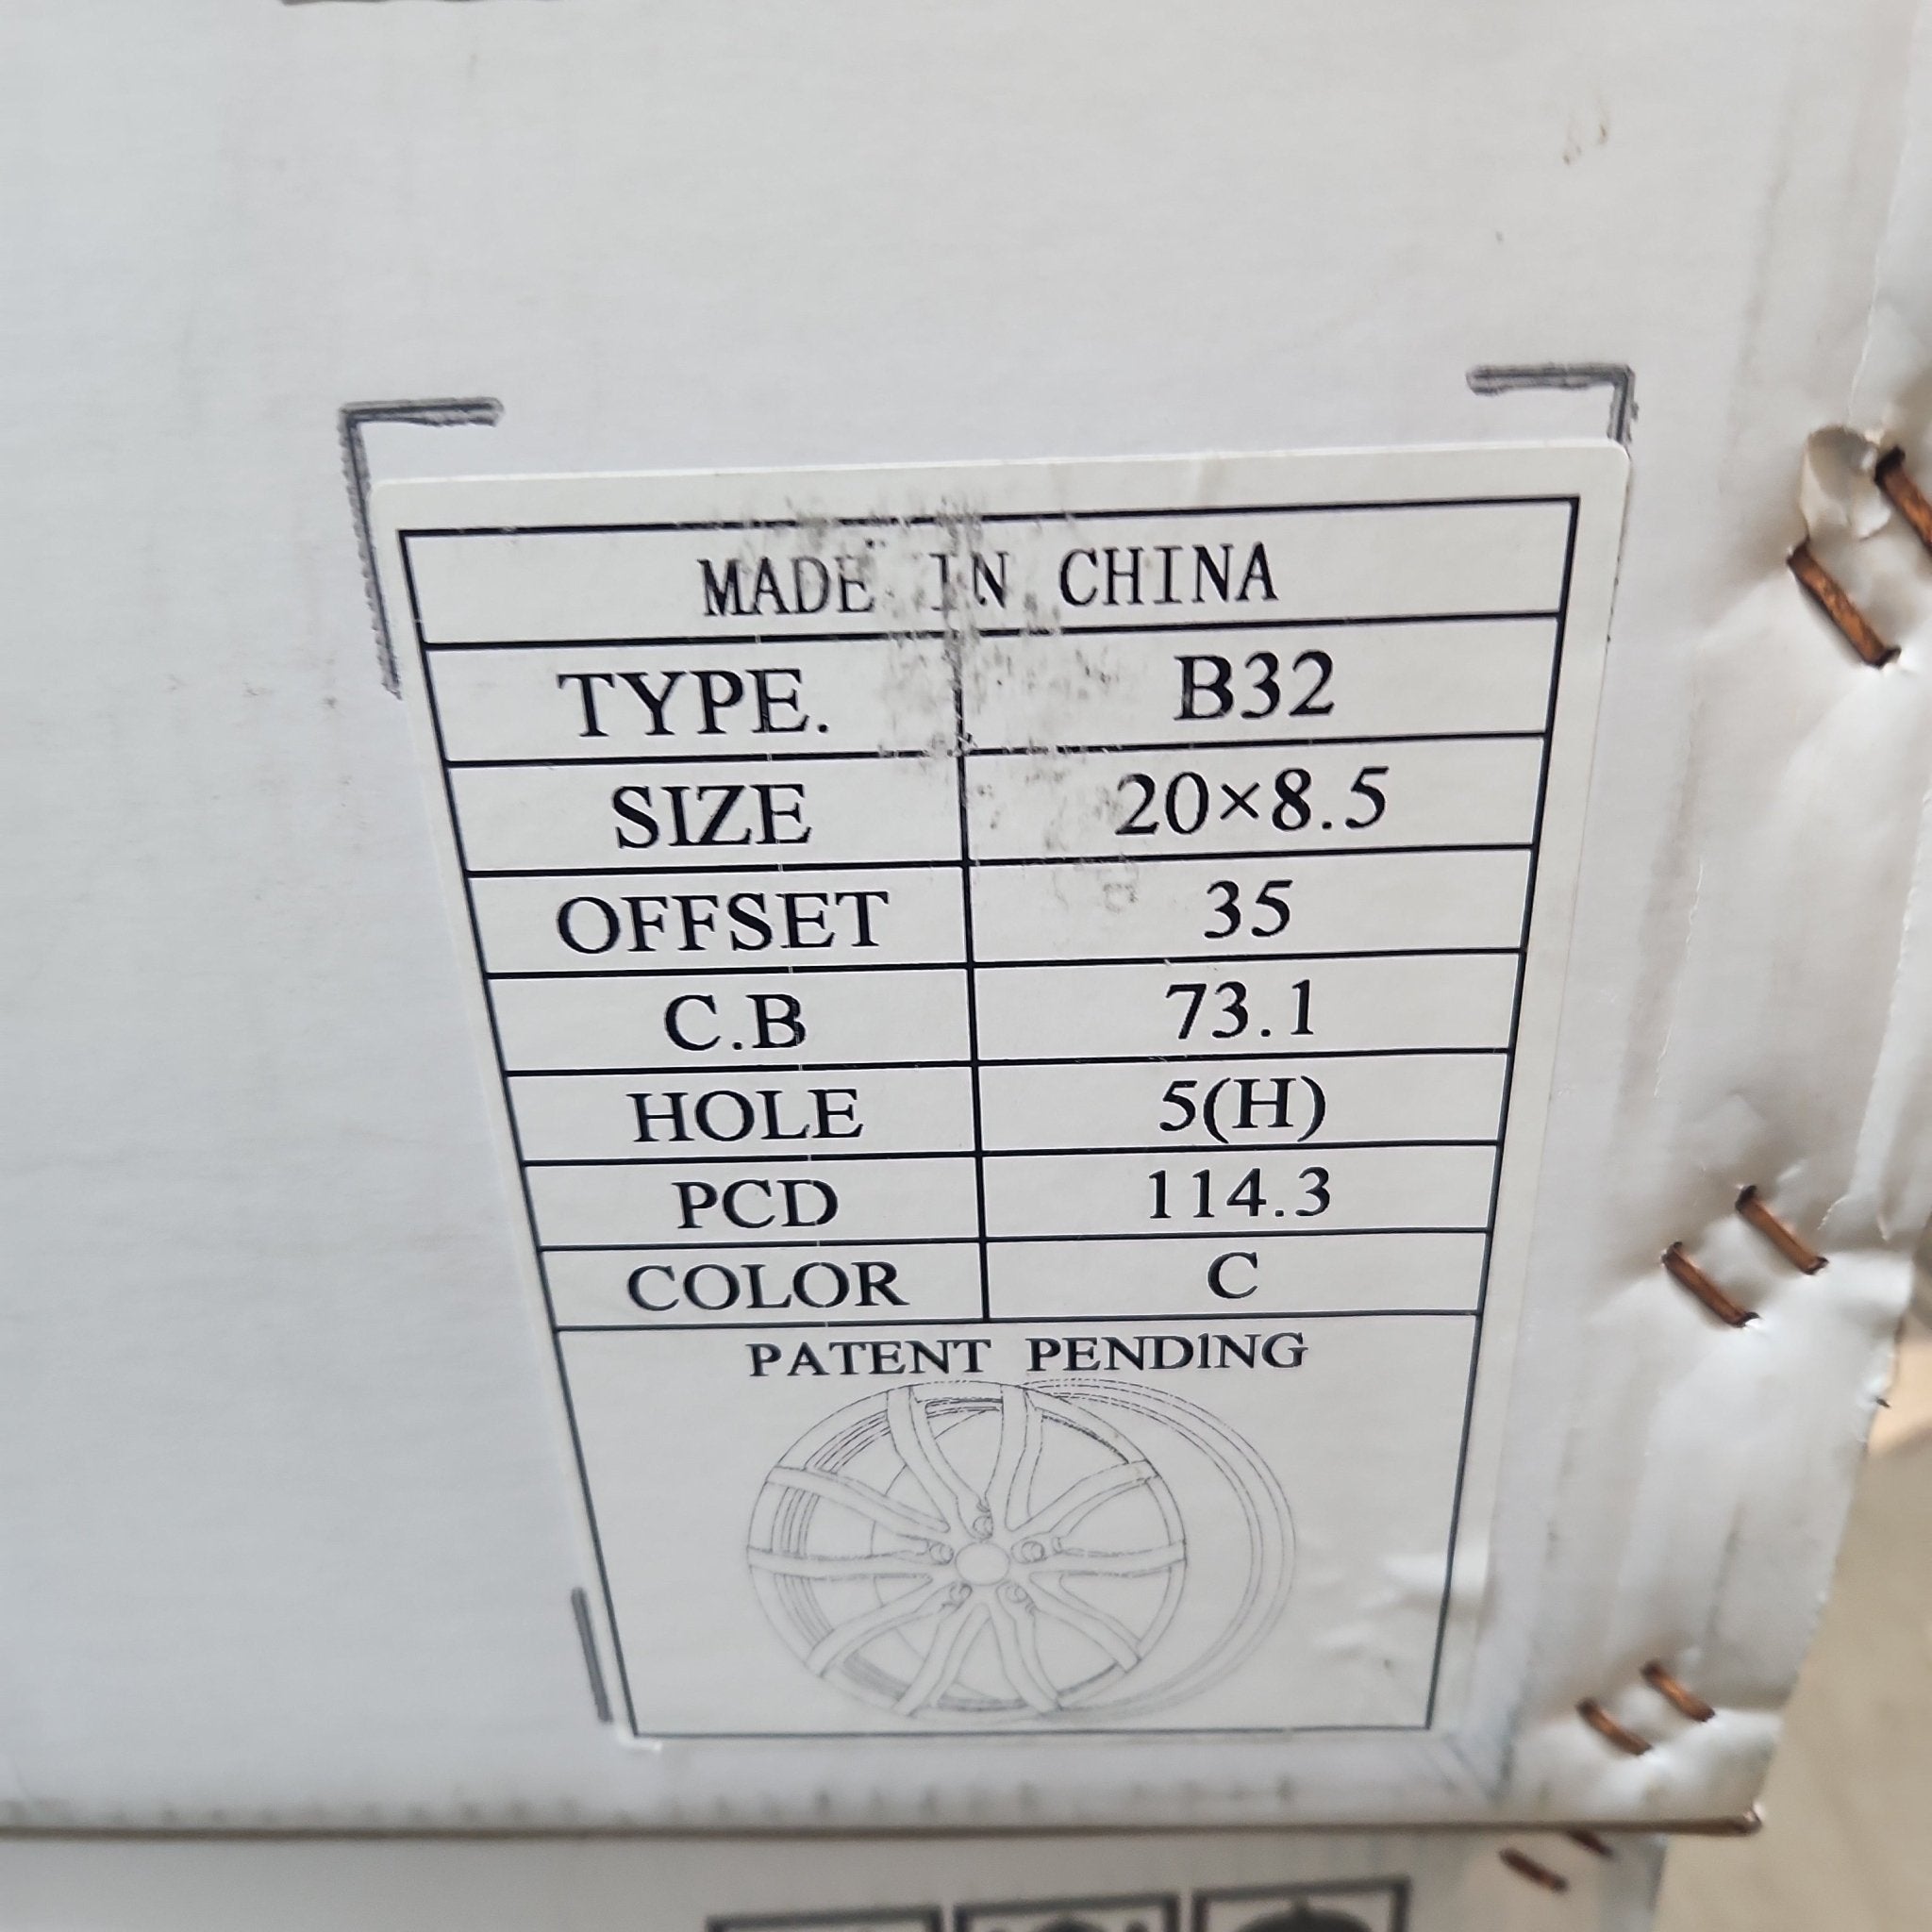 MADE IN CHINA
TYPE. B32
SIZE 20×8.5
OFFSET 35
C.B 73.1
HOLE 5(H)
PCD 114.3
COLOR C
PATENT PENDING